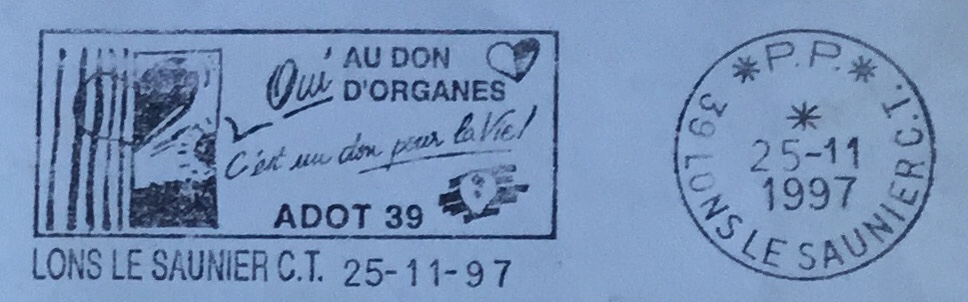 Oui AU DON
D'ORGANES
C'est un don pour la Vie!
ADOT 39
LONS LE SAUNIER C.T. 25-11-97
*P.P.*
*
25-11
1997
39 LONS LE SAUNIER C.T.